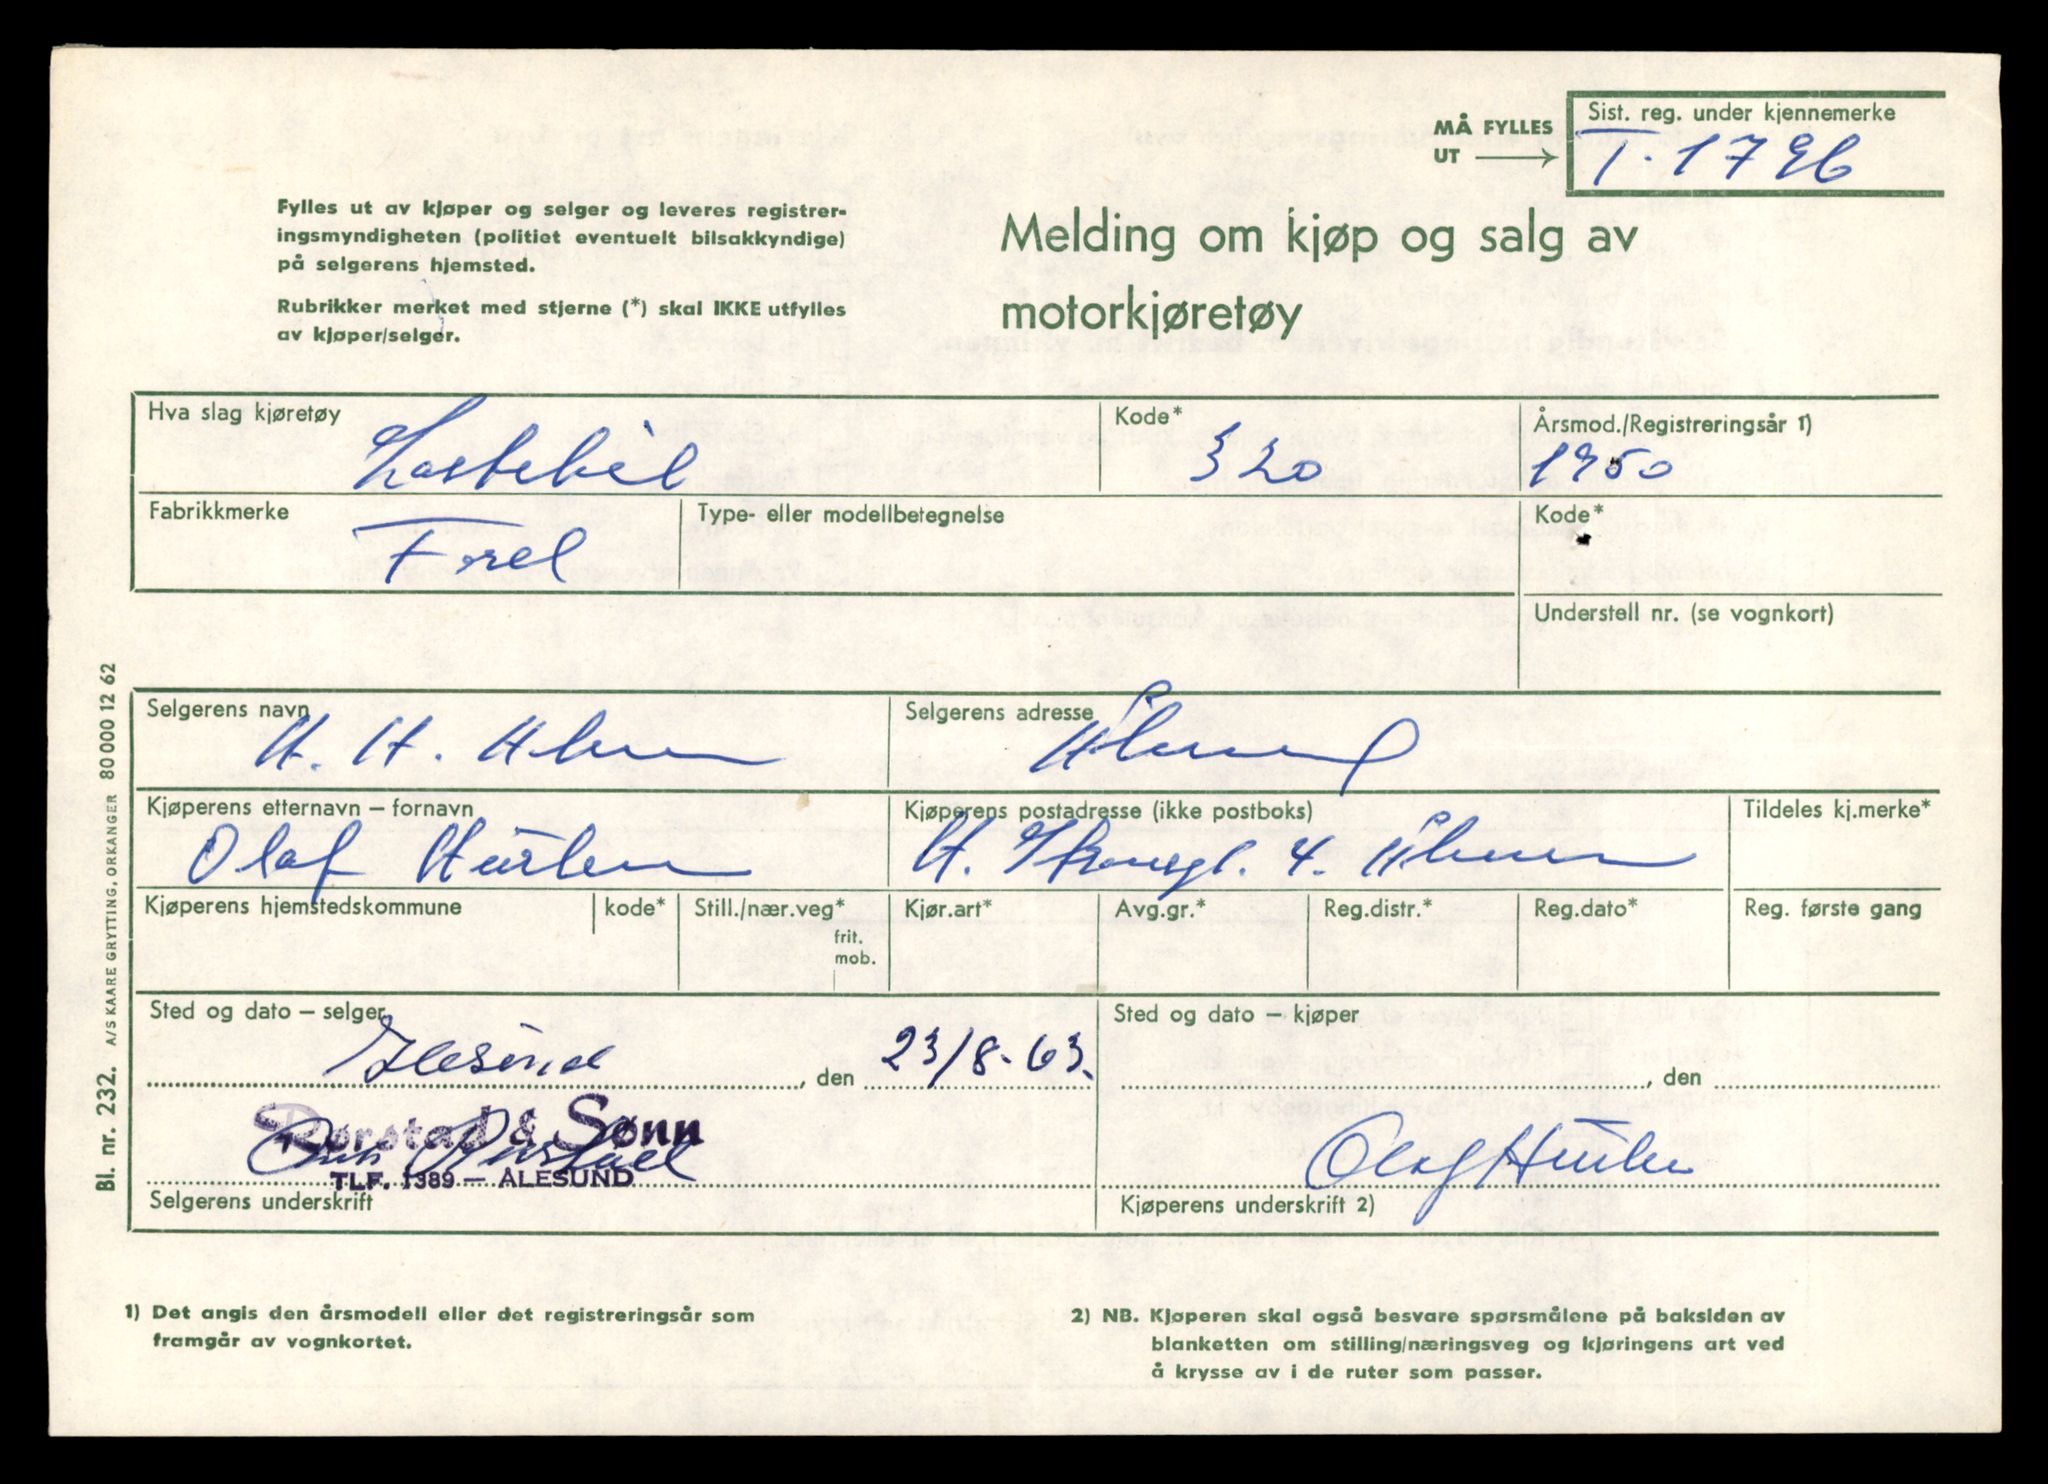 MÅ FYLLES
UT
Sist. reg. under kjennemerke
T-1796
Fylles ut av kjøper og selger og leveres registrer-
ingsmyndigheten (politiet eventuelt bilsakkyndige)
på selgerens hjemsted.
Rubrikker merket med stjerne (*) skal IKKE utfylles
av kjøper/selger.
Melding om kjøp og salg av
motorkjøretøy
Hva slag kjøretøy
Lastebil
Kode*
320
Årsmod./Registreringsår 1)
1950
Fabrikkmerke
Ford
Type- eller modellbetegnelse
Kode*
Understell nr. (se vognkort)
Selgerens navn
H. H.
Selgerens adresse
Kjøperens etternavn – fornavn
Olaf
Kjøperens postadresse (ikke postboks)
4.
Tildeles kj.merke*
Kjøperens hjemstedskommune
kode*
Still./nær.veg*
frit.
mob.
Kjør.art*
Avg.gr.*
Reg.distr.*
Reg.dato*
Reg. første gang
Sted og dato – selger
Ålesund, den 23/8-63.
Sted og dato – kjøper
, den
Rørstad & Sønn
TLF. 1389 — ÅLESUND
Selgerens underskrift
Olaf
Kjøperens underskrift 2)
1) Det angis den årsmodell eller det registreringsår som
framgår av vognkortet.
2) NB. Kjøperen skal også besvare spørsmålene på baksiden av
blanketten om stilling/næringsveg og kjøringens art ved
å krysse av i de ruter som passer.
Bl. nr. 232. A/S KAARE GRYTTING, ORKANGER 80 000 12 62